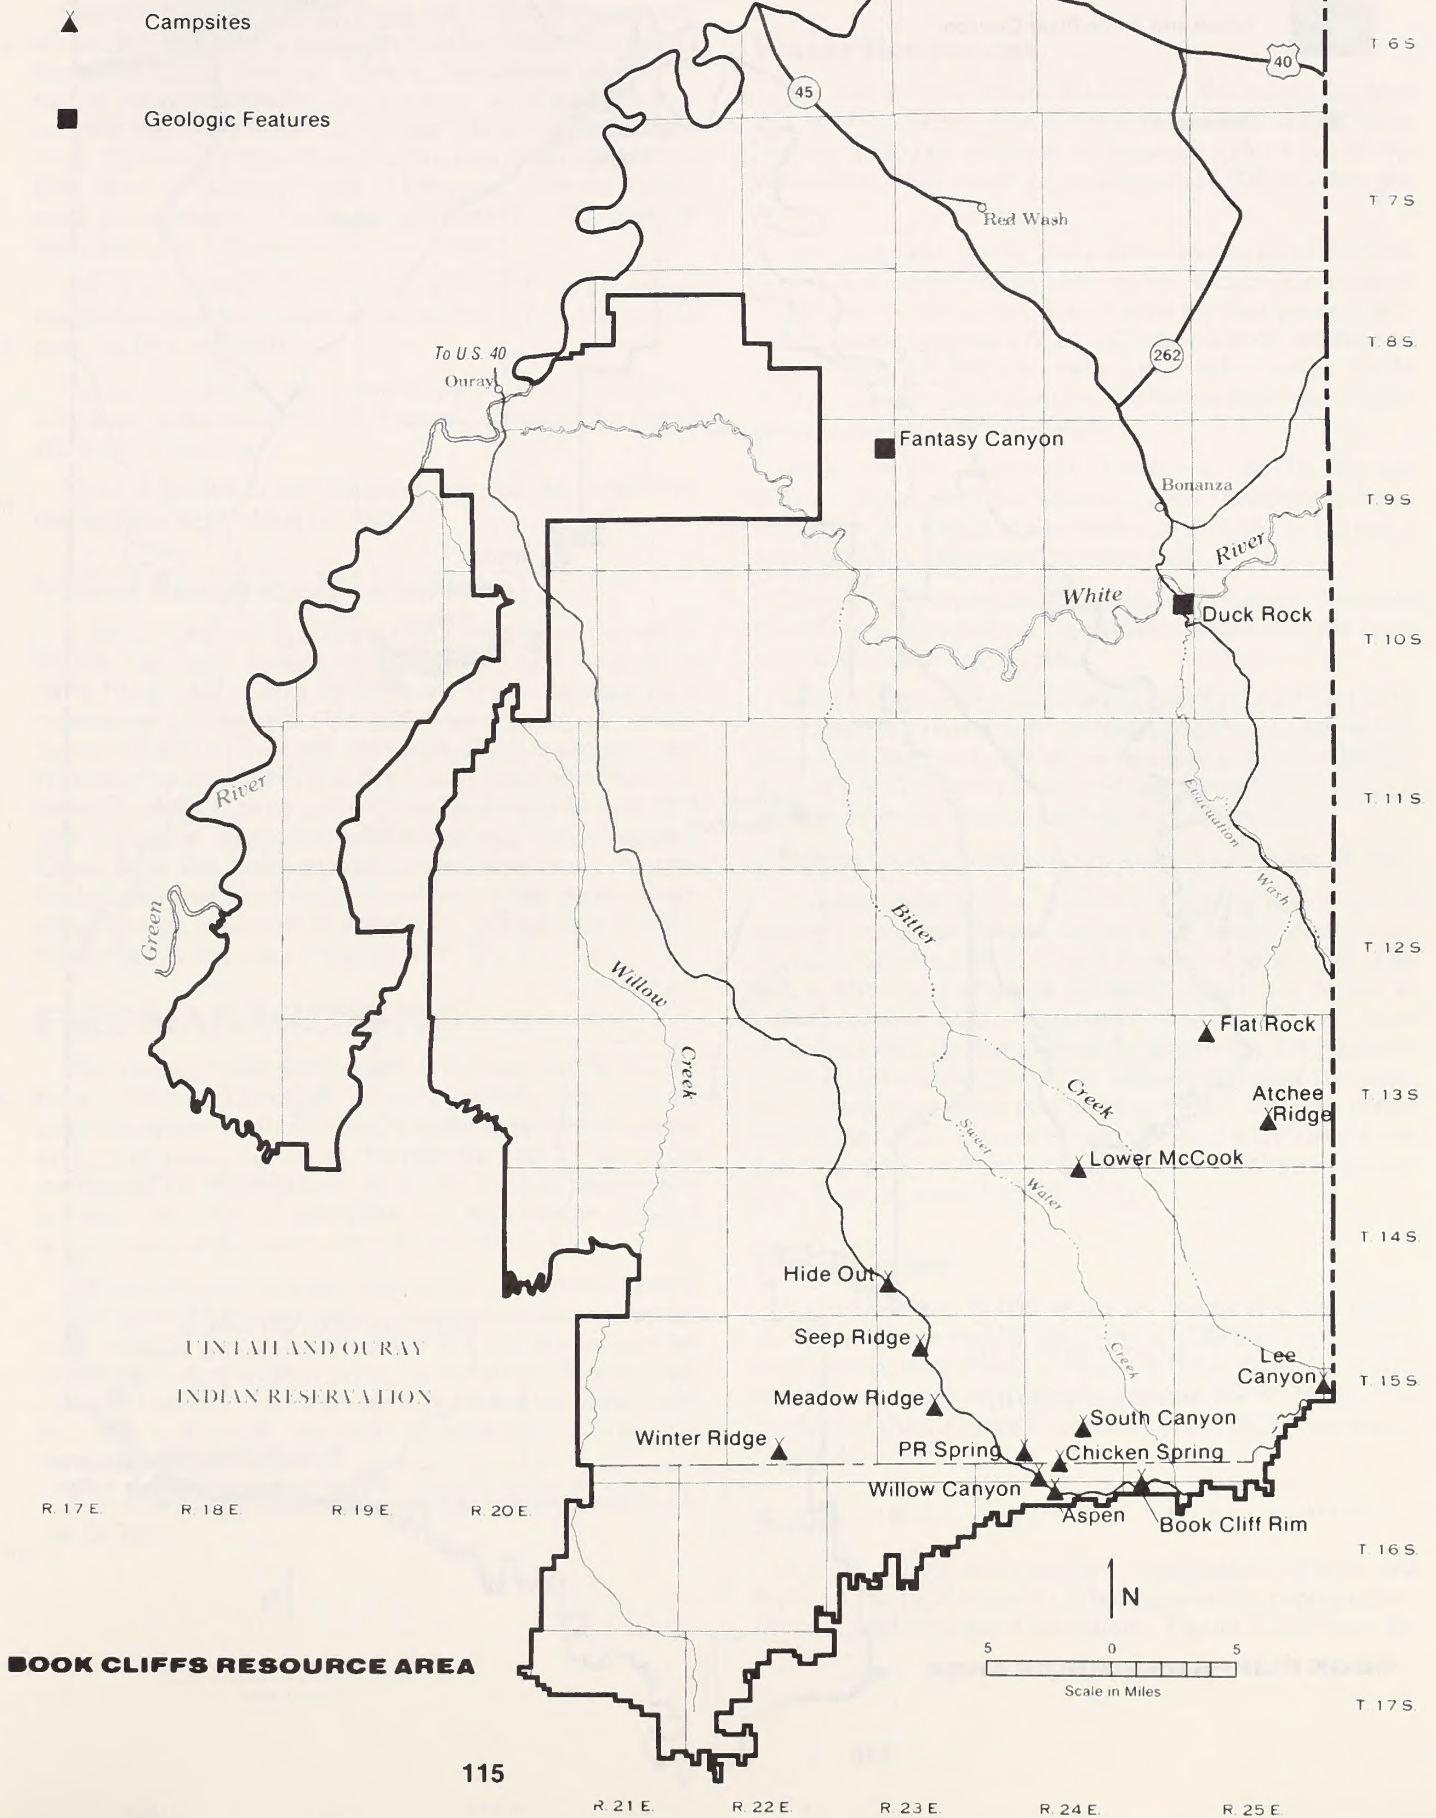 Campsites
Geologic Features
T 6 S
40
45
T 7 S
Red Wash
To U.S. 40
Ouray
T. 8 S.
262
Fantasy Canyon
Bonanza
T. 9 S
River
White
Duck Rock
T. 10 S
River
Evacuation
T. 11 S.
Wash
Green
Bitter
T. 12 S.
Willow
Flat Rock
Creek
Creek
Atchee
Ridge
T. 13 S
Sweet
Lower McCook
Water
T. 14 S.
Hide Out
Seep Ridge
UINTAH AND OURAY
INDIAN RESERVATION
Creek
Lee
Canyon
T. 15 S.
Meadow Ridge
South Canyon
Winter Ridge
PR Spring
Chicken Spring
Willow Canyon
R. 17 E.
R. 18 E.
R. 19 E.
R. 20 E.
Aspen
Book Cliff Rim
T. 16 S.
N
BOOK CLIFFS RESOURCE AREA
5 0 5
Scale in Miles
T. 17 S.
115
R. 21 E.
R. 22 E.
R. 23 E.
R. 24 E.
R. 25 E.